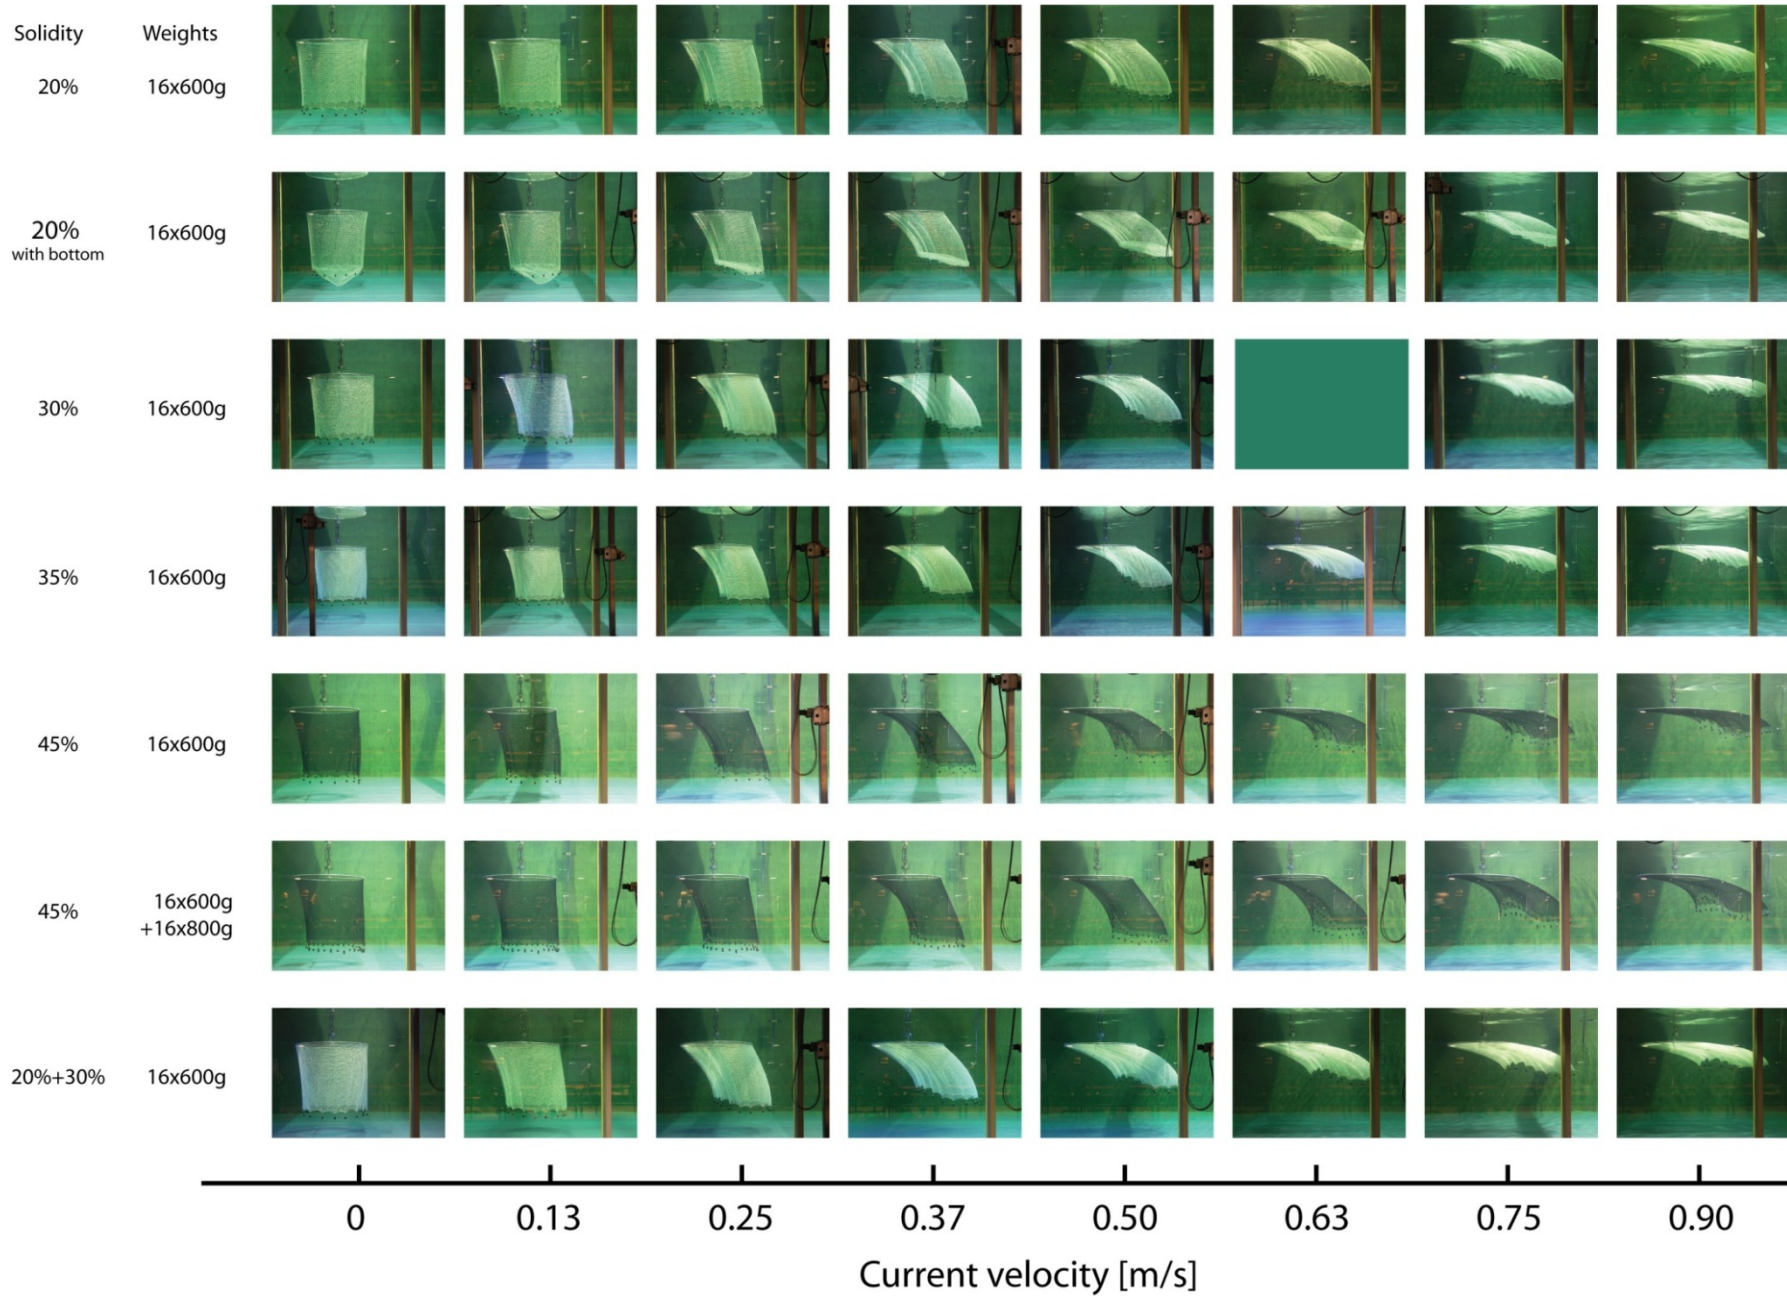 Solidity Weights
20% 16x600g
20% 16x600g
with bottom
30% 16x600g
35% 16x600g
45% 16x600g
45% 16x600g
+16x800g
20%+30% 16x600g
0 0.13 0.25 0.37 0.50 0.63 0.75 0.90
Current velocity [m/s]